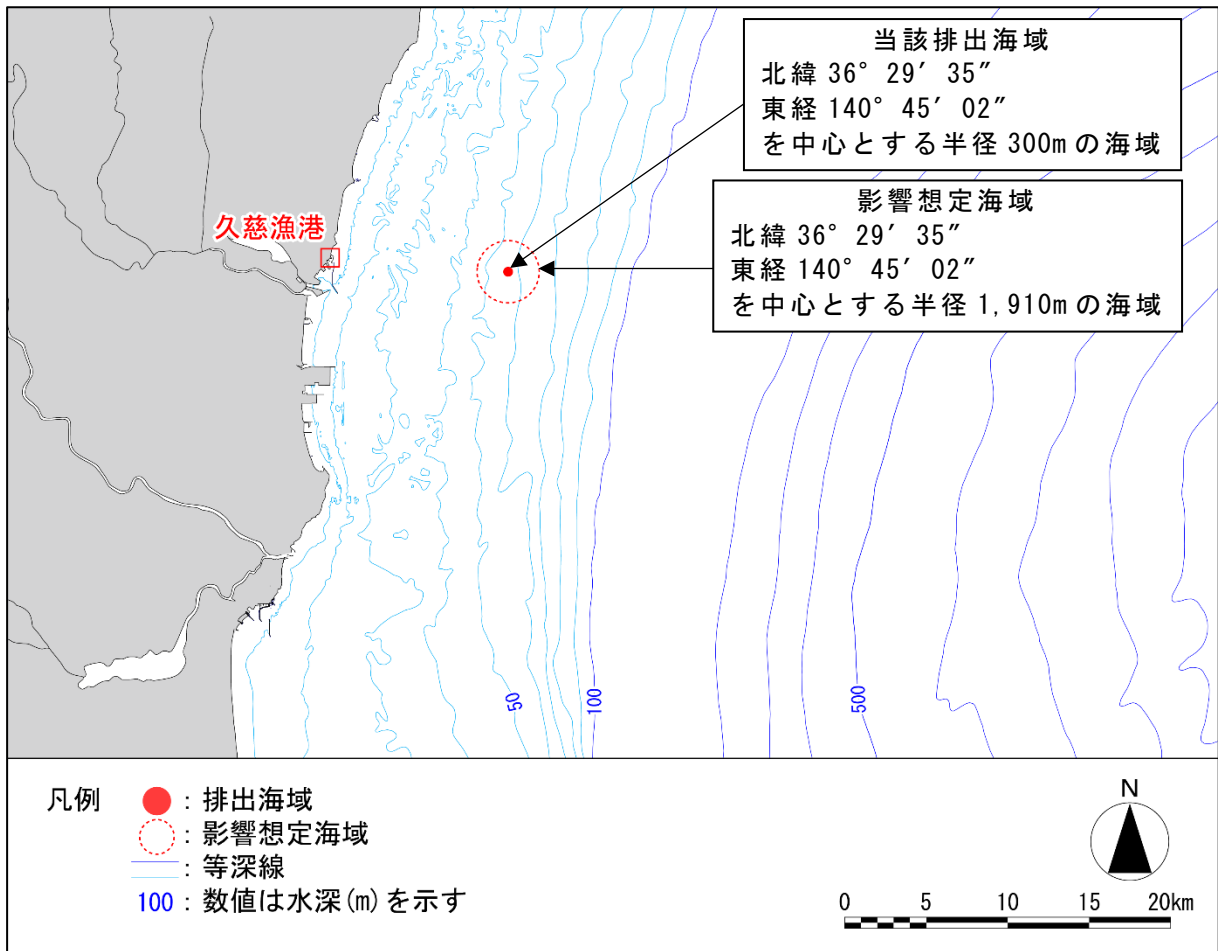 当該排出海域
北緯 36° 29′ 35″
東経 140° 45′ 02″
を中心とする半径 300m の海域
影響想定海域
北緯 36° 29′ 35″
東経 140° 45′ 02″
を中心とする半径 1,910m の海域
久慈漁港
50
100
500
凡例
：排出海域
：影響想定海域
：等深線
100：数値は水深(m)を示す
N
0 5 10 15 20km